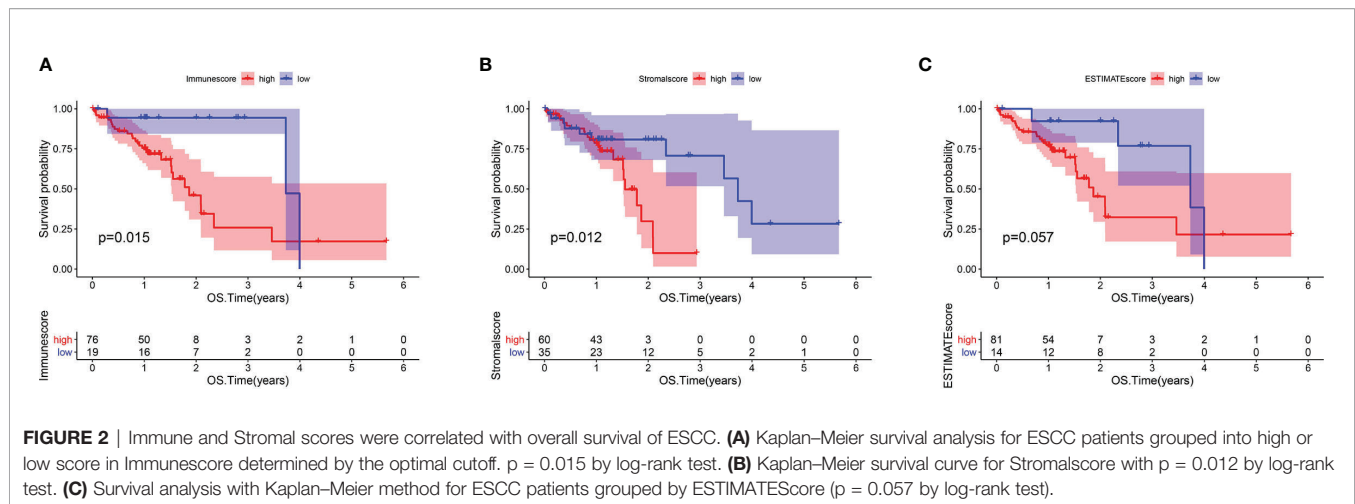 A
Immunescore high low
Survival probability
1.00
0.75
0.50
0.25
0.00
p=0.015
0 1 2 3 4 5 6
OS.Time(years)
Immunescore
high 76 50 8 3 2 1 0
low 19 16 7 2 0 0 0
0 1 2 3 4 5 6
OS.Time(years)
B
Stromalscore high low
Survival probability
1.00
0.75
0.50
0.25
0.00
p=0.012
0 1 2 3 4 5 6
OS.Time(years)
Stromalscore
high 60 43 3 0 0 0 0
low 35 23 12 5 2 1 0
0 1 2 3 4 5 6
OS.Time(years)
C
ESTIMATEscore high low
Survival probability
1.00
0.75
0.50
0.25
0.00
p=0.057
0 1 2 3 4 5 6
OS.Time(years)
ESTIMATEscore
high 81 54 7 3 2 1 0
low 14 12 8 2 0 0 0
0 1 2 3 4 5 6
OS.Time(years)
FIGURE 2 | Immune and Stromal scores were correlated with overall survival of ESCC. (A) Kaplan–Meier survival analysis for ESCC patients grouped into high or
low score in Immunescore determined by the optimal cutoff. p = 0.015 by log-rank test. (B) Kaplan–Meier survival curve for Stromalscore with p = 0.012 by log-rank
test. (C) Survival analysis with Kaplan–Meier method for ESCC patients grouped by ESTIMATEScore (p = 0.057 by log-rank test).